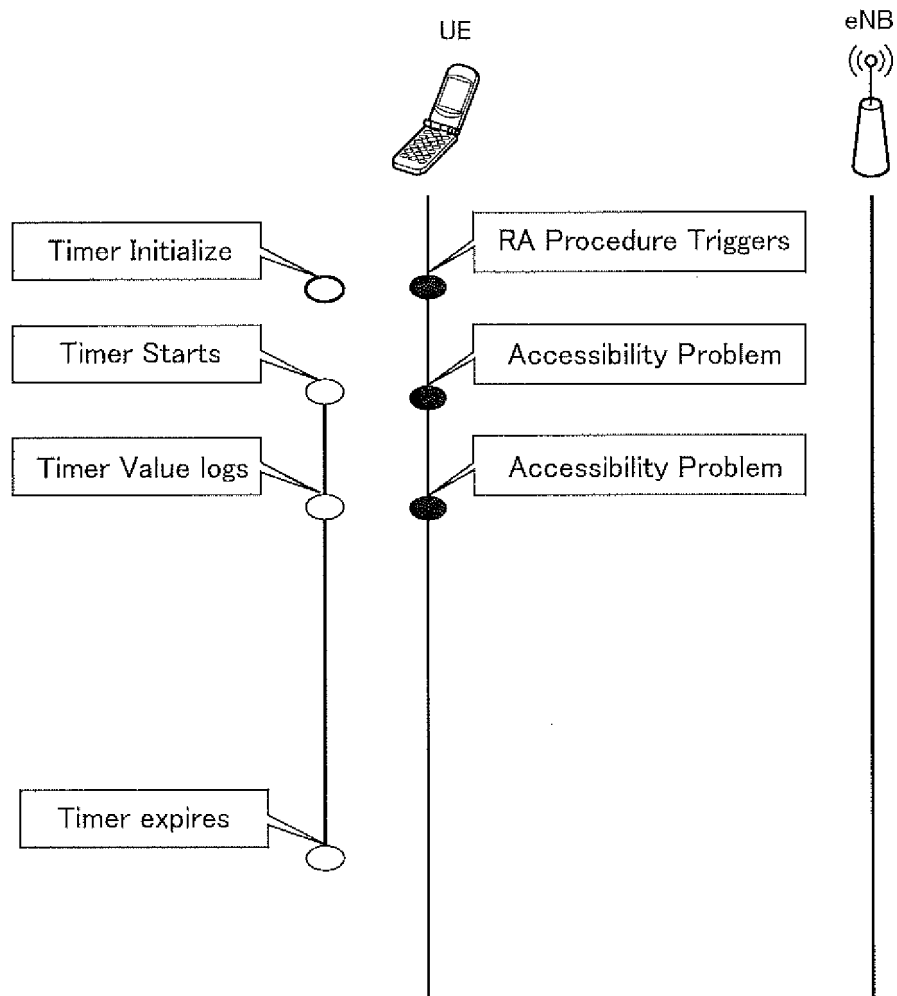 UE
eNB
Timer Initialize
RA Procedure Triggers
Timer Starts
Accessibility Problem
Timer Value logs
Accessibility Problem
Timer expires